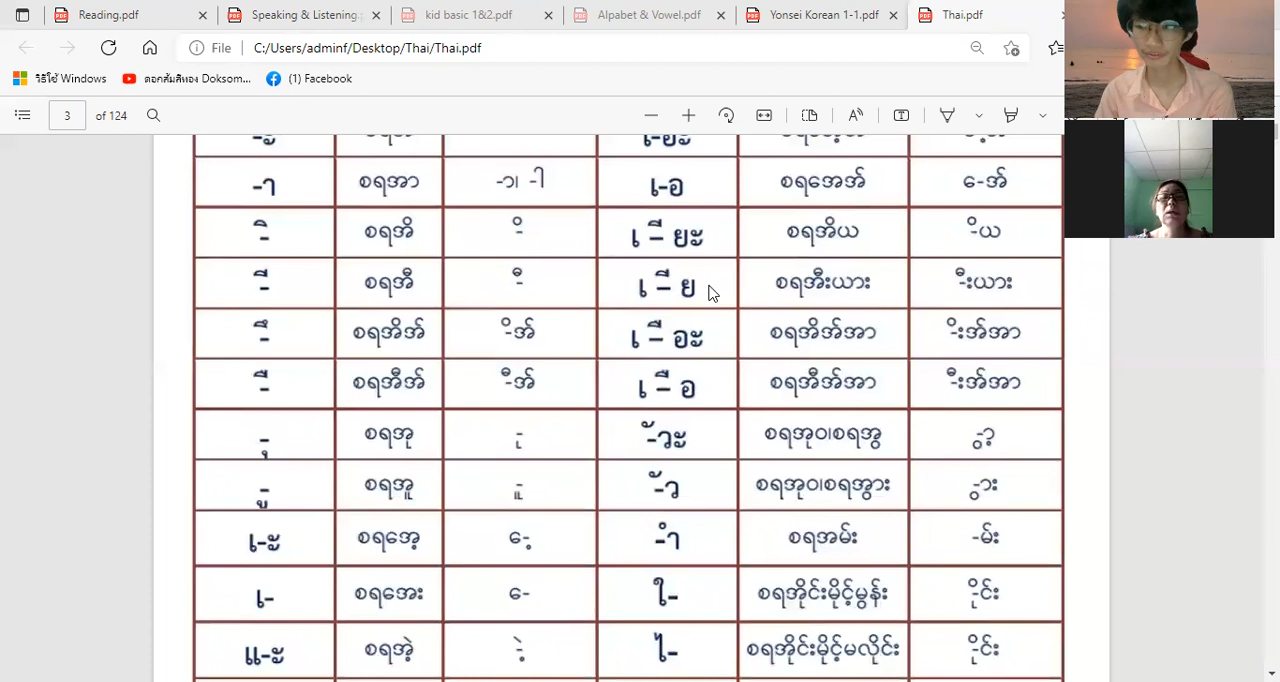 Reading.pdf Speaking & Listening. kid basic 1&2.pdf Alpabet & Vowel.pdf Yonsei Korean 1-1.pdf Thai.pdf
File C:/Users/adminf/Desktop/Thai/Thai.pdf
วิธีใช้ Windows ดอกส้มสีทอง Doksom... (1) Facebook
3 of 124
-า စရအာ -ာ၊ -ါ เ-อ စရအေအ် ေ-အ်
-ิ စရအိ -ိ เ-ียะ စရအိယ -ိယ
-ี စရအီ -ီ เ-ีย စရအီးယား -ီးယား
-ึ စရအိအ် -ိအ် เ-ือะ စရအိအ်အာ -ိးအ်အာ
-ื စရအီအ် -ီအ် เ-ือ စရအီအ်အာ -ီးအ်အာ
-ุ စရအု -ု -ัวะ စရအုဝ၊စရအွ -ွာ့
-ู စရအူ -ူ -ัว စရအုဝ၊စရအွား -ွား
เ-ะ စရအေ့ ေ-့ -ำ စရအမ်း -မ်း
เ- စရအေး ေ- ใ- စရအိုင်းမိုင့်မွန်း -ိုင်း
แ-ะ စရအဲ့ -ဲ့ ไ- စရအိုင်းမိုင့်မလိုင်း -ိုင်း